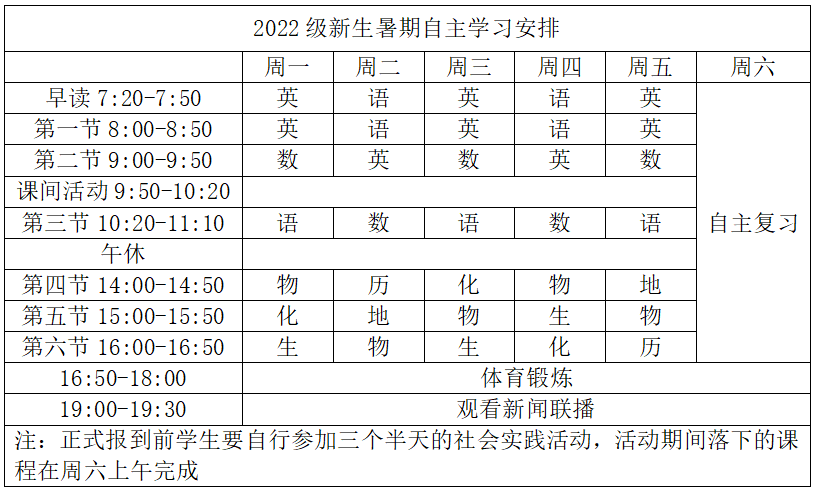 2022级新生暑期自主学习安排
周一 周二 周三 周四 周五 周六
早读7:20-7:50 英 语 英 语 英
第一节8:00-8:50 英 语 英 语 英
第二节9:00-9:50 数 英 数 英 数
课间活动9:50-10:20
第三节10:20-11:10 语 数 语 数 语 自主复习
午休
第四节14:00-14:50 物 历 化 物 地
第五节15:00-15:50 化 地 物 生 物
第六节16:00-16:50 生 物 生 化 历
16:50-18:00 体育锻炼
19:00-19:30 观看新闻联播
注：正式报到前学生要自行参加三个半天的社会实践活动，活动期间落下的课
程在周六上午完成